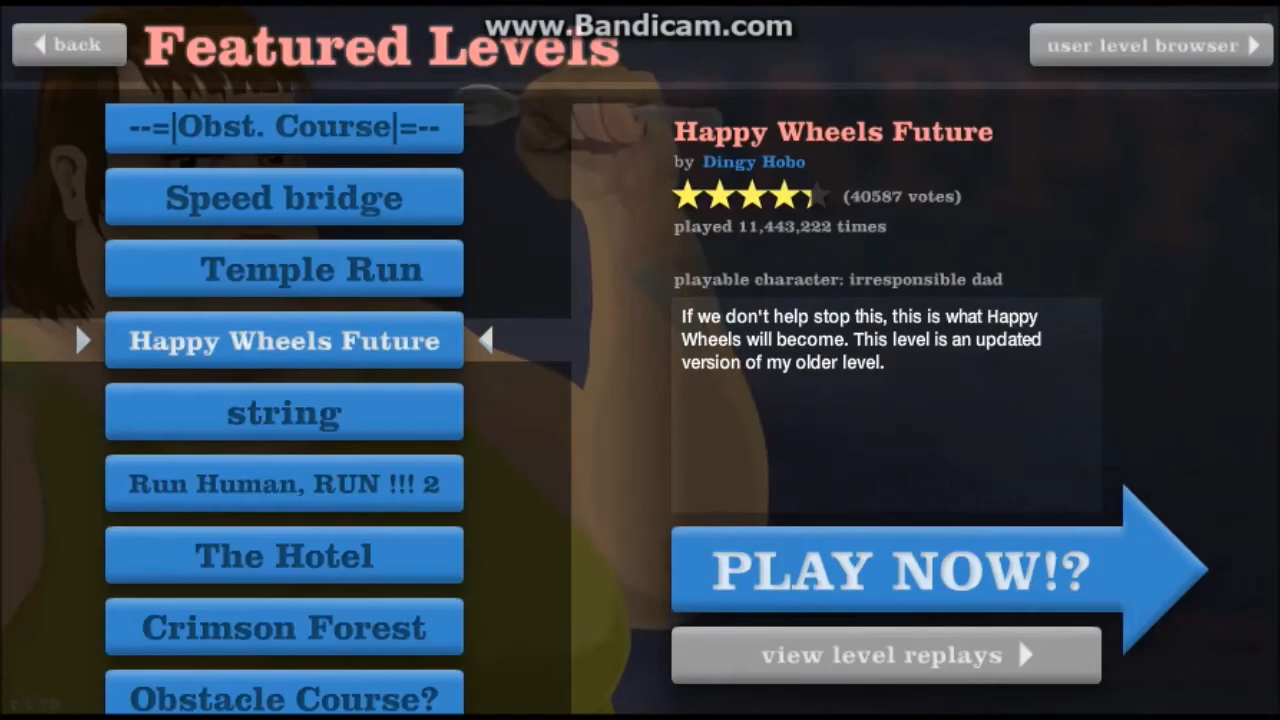 www.Bandicam.com
back
Featured Levels
user level browser
--=|Obst. Course|=--
Speed bridge
Temple Run
Happy Wheels Future
string
Run Human, RUN !!! 2
The Hotel
Crimson Forest
Obstacle Course?
Happy Wheels Future
by Dingy Hobo
(40587 votes)
played 11,443,222 times
playable character: irresponsible dad
If we don't help stop this, this is what Happy
Wheels will become. This level is an updated
version of my older level.
PLAY NOW!?
view level replays